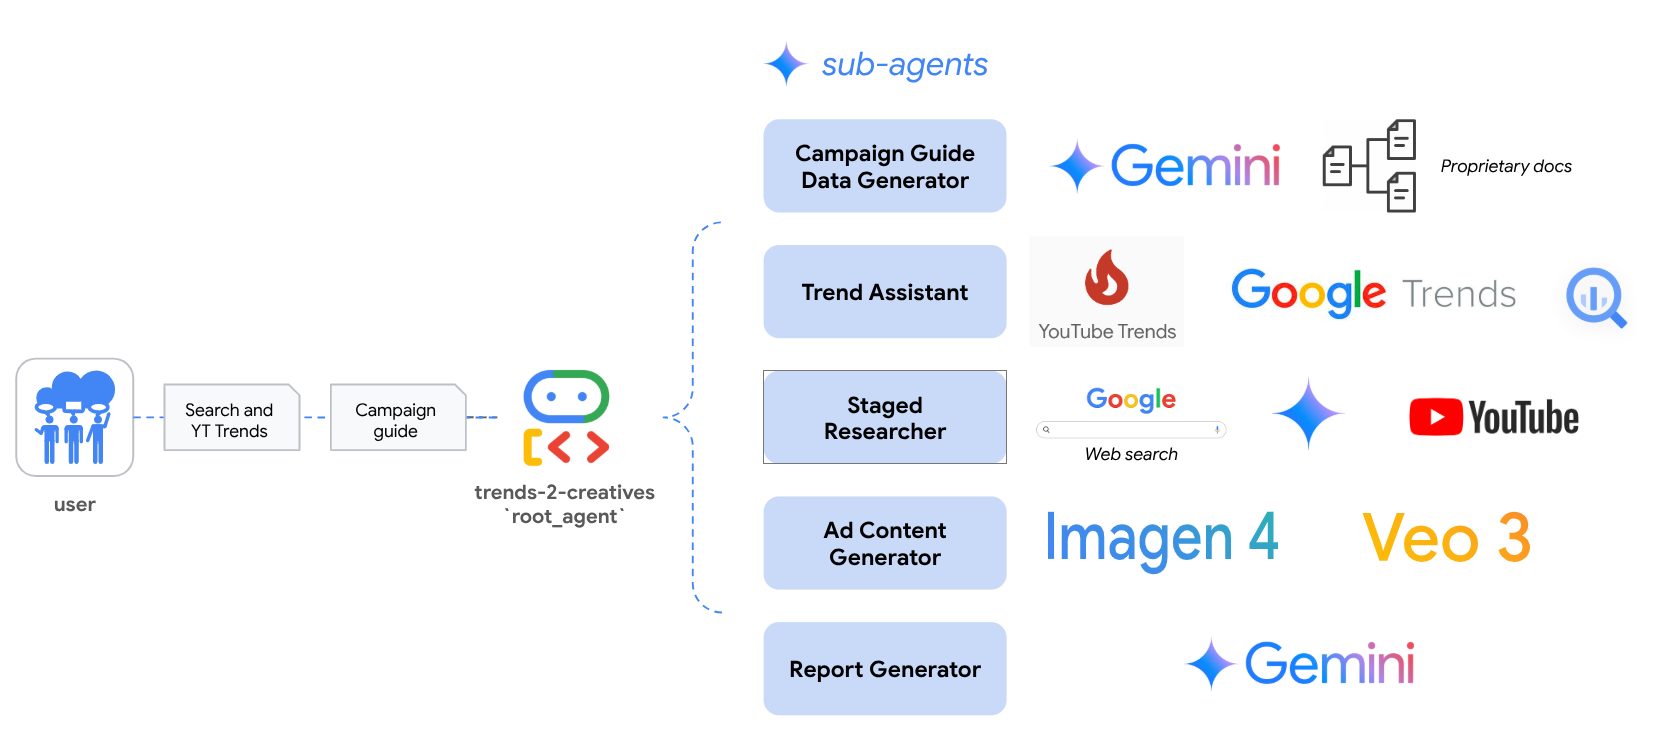 sub-agents
Campaign Guide
Data Generator
Gemini
Proprietary docs
Trend Assistant
YouTube Trends
Google Trends
user
Search and
YT Trends
Campaign
guide
trends-2-creatives
`root_agent`
Staged
Researcher
Google
Web search
YouTube
Ad Content
Generator
Imagen 4
Veo 3
Report Generator
Gemini